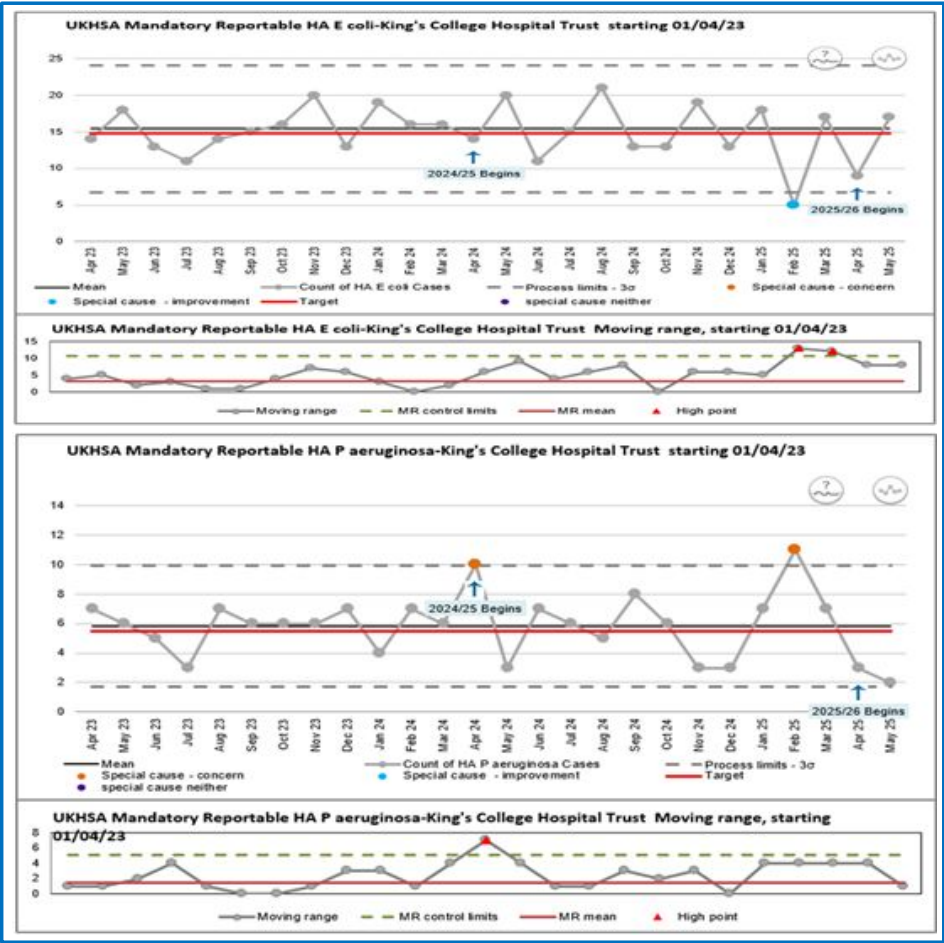 UKHSA Mandatory Reportable HA E coli-King's College Hospital Trust starting 01/04/23
25
20
15
10
5
0
?
2024/25 Begins
2025/26 Begins
Apr 23 May 23 Jun 23 Jul 23 Aug 23 Sep 23 Oct 23 Nov 23 Dec 23 Jan 24 Feb 24 Mar 24 Apr 24 May 24 Jun 24 Jul 24 Aug 24 Sep 24 Oct 24 Nov 24 Dec 24 Jan 25 Feb 25 Mar 25 Apr 25 May 25
Mean Count of HA E coli Cases Process limits - 3σ Special cause - concern
Special cause - improvement Target special cause neither
UKHSA Mandatory Reportable HA E coli-King's College Hospital Trust Moving range, starting 01/04/23
15
10
5
0
Moving range MR control limits MR mean High point
UKHSA Mandatory Reportable HA P aeruginosa-King's College Hospital Trust starting 01/04/23
?
14
12
10
8
6
4
2
0
2024/25 Begins
2025/26 Begins
Apr 23 May 23 Jun 23 Jul 23 Aug 23 Sep 23 Oct 23 Nov 23 Dec 23 Jan 24 Feb 24 Mar 24 Apr 24 May 24 Jun 24 Jul 24 Aug 24 Sep 24 Oct 24 Nov 24 Dec 24 Jan 25 Feb 25 Mar 25 Apr 25 May 25
Mean Count of HA P aeruginosa Cases Process limits - 3σ
Special cause - concern Special cause - improvement Target
special cause neither
UKHSA Mandatory Reportable HA P aeruginosa-King's College Hospital Trust Moving range, starting
01/04/23
8
6
4
2
0
Moving range MR control limits MR mean High point